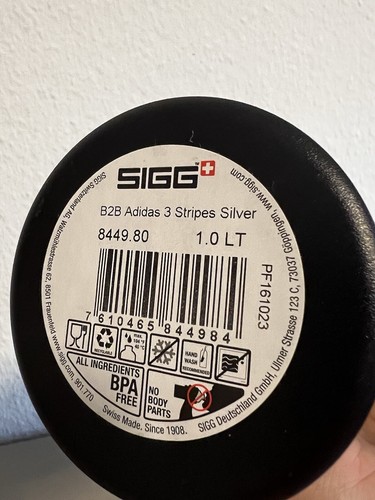 SIGG
B2B Adidas 3 Stripes Silver
8449.80 1.0 LT
PF161023
7 610465 844984
RECYCLABLE
HAND WASH RECOMMENDED
ALL INGREDIENTS
BPA FREE
NO BODY PARTS
Swiss Made. Since 1908.
SIGG Switzerland AG, Walzmühlestrasse 62, 8501 Frauenfeld, www.sigg.com, 901.770
SIGG Deutschland GmbH, Ulmer Strasse 123 C, 73037 Göppingen, www.sigg.com